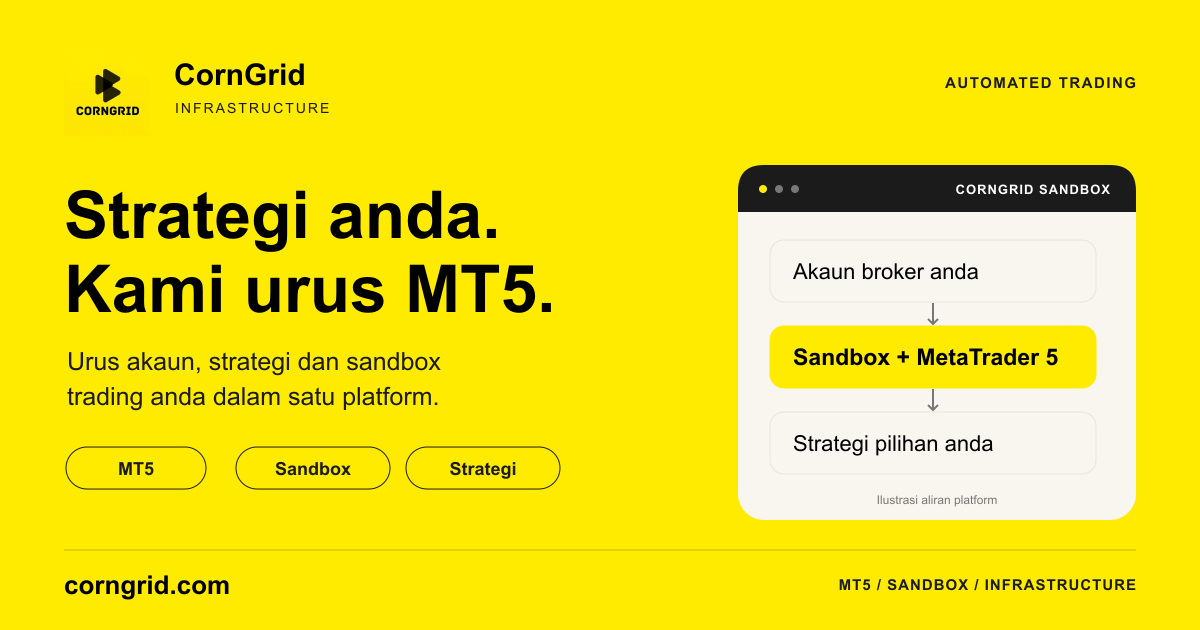 CORNGRID
CornGrid
INFRASTRUCTURE
AUTOMATED TRADING
Strategi anda.
Kami urus MT5.
Urus akaun, strategi dan sandbox
trading anda dalam satu platform.
MT5
Sandbox
Strategi
CORNGRID SANDBOX
Akaun broker anda
Sandbox + MetaTrader 5
Strategi pilihan anda
Ilustrasi aliran platform
corngrid.com
MT5 / SANDBOX / INFRASTRUCTURE